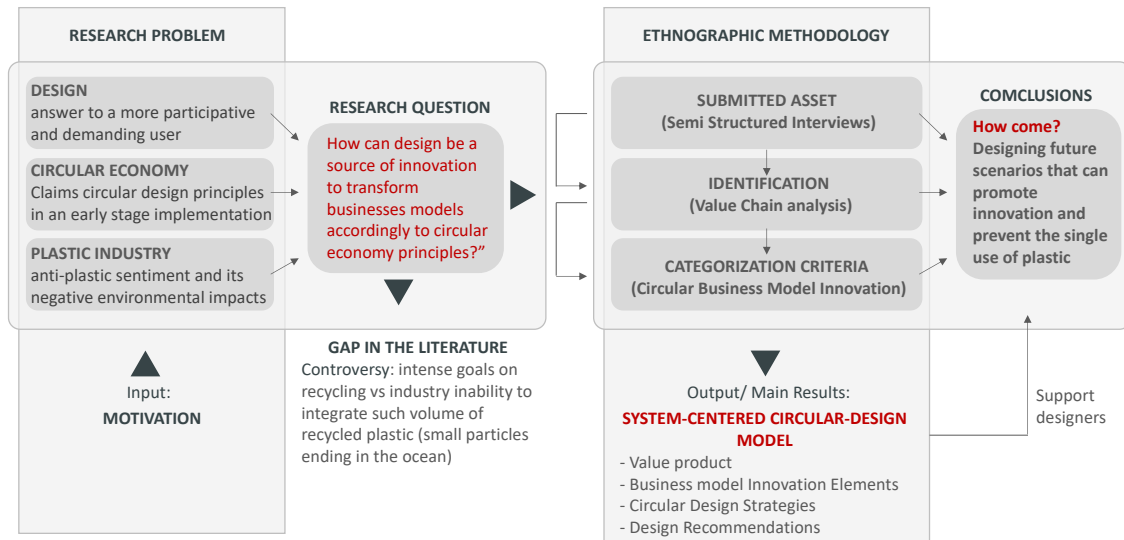 RESEARCH PROBLEM
DESIGN
answer to a more participative
and demanding user
CIRCULAR ECONOMY
Claims circular design principles
in an early stage implementation
PLASTIC INDUSTRY
anti-plastic sentiment and its
negative environmental impacts
Input:
MOTIVATION
RESEARCH QUESTION
How can design be a
source of innovation
to transform
businesses models
accordingly to circular
economy principles?”
GAP IN THE LITERATURE
Controversy: intense goals on
recycling vs industry inability to
integrate such volume of
recycled plastic (small particles
ending in the ocean)
ETHNOGRAPHIC METHODOLOGY
SUBMITTED ASSET
(Semi Structured Interviews)
IDENTIFICATION
(Value Chain analysis)
CATEGORIZATION CRITERIA
(Circular Business Model Innovation)
Output/ Main Results:
SYSTEM-CENTERED CIRCULAR-DESIGN
MODEL
- Value product
- Business model Innovation Elements
- Circular Design Strategies
- Design Recommendations
COMCLUSIONS
How come?
Designing future
scenarios that can
promote
innovation and
prevent the single
use of plastic
Support
designers